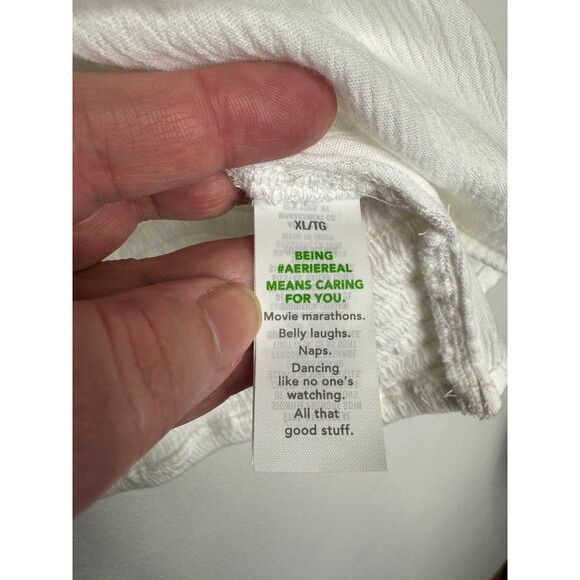 XL/TG
BEING
#AERIEREAL
MEANS CARING
FOR YOU.
Movie marathons.
Belly laughs.
Naps.
Dancing
like no one's
watching.
All that
good stuff.